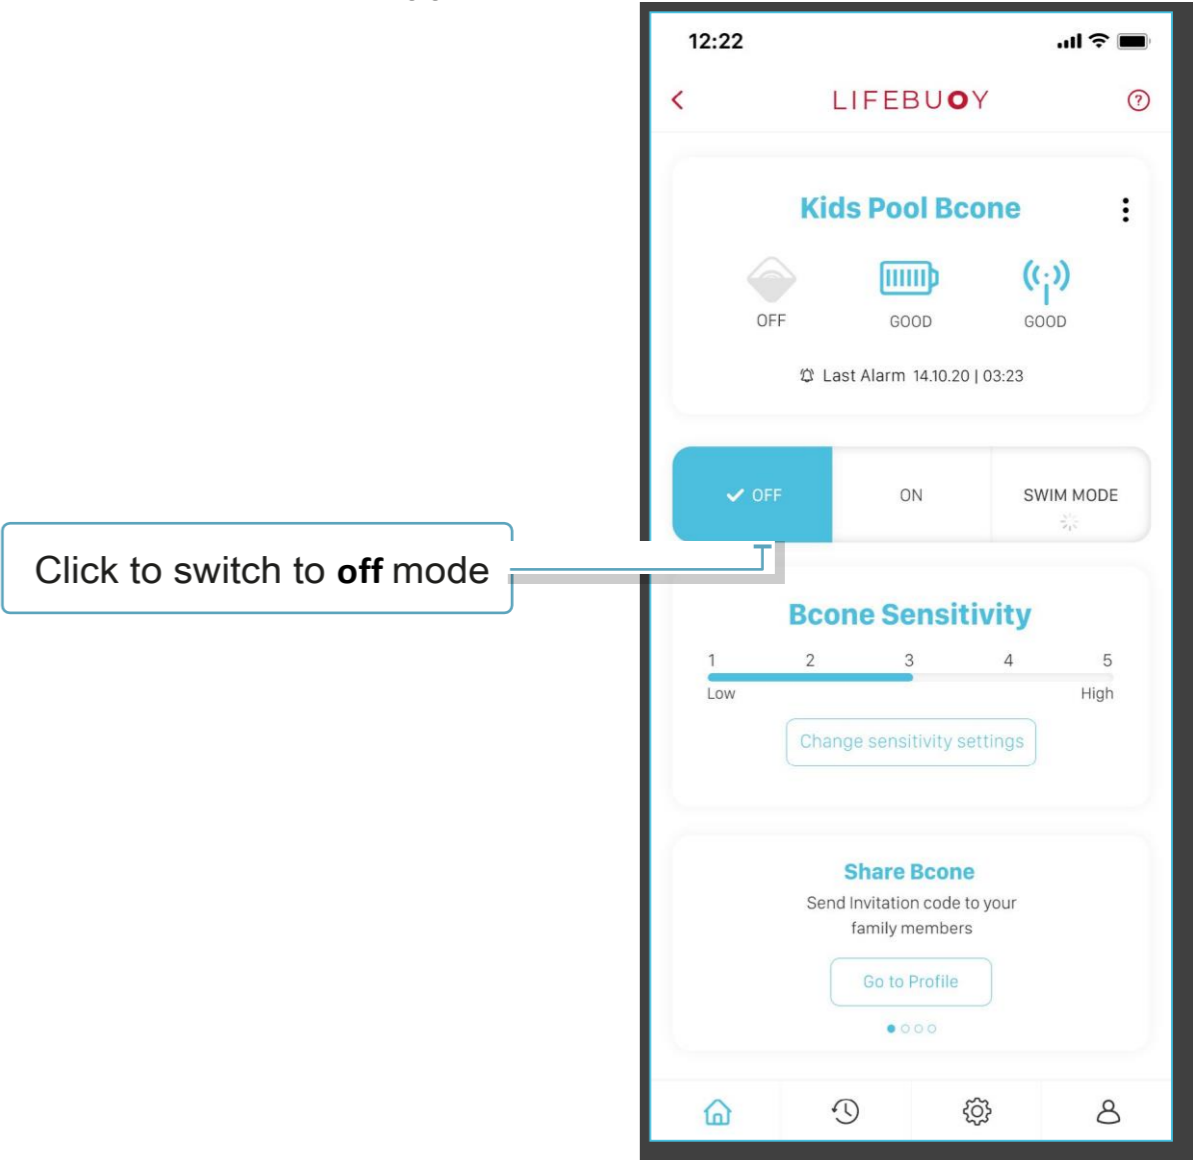 12:22
LIFEBUOY
Kids Pool Bcone
OFF
GOOD
GOOD
Last Alarm 14.10.20 | 03:23
OFF
ON
SWIM MODE
Click to switch to off mode
Bcone Sensitivity
1 2 3 4 5
Low
High
Change sensitivity settings
Share Bcone
Send Invitation code to your
family members
Go to Profile